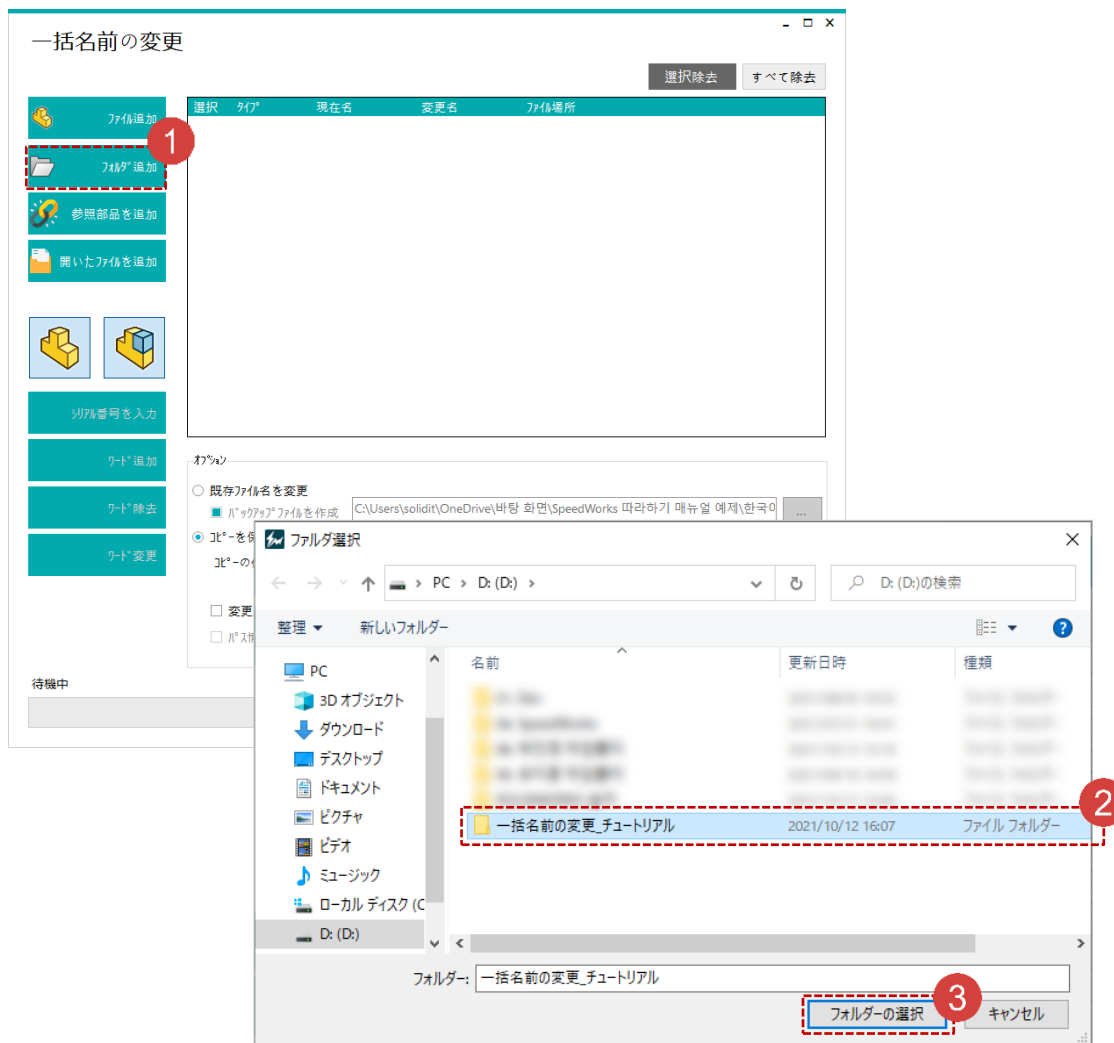 一括名前の変更
選択除去 すべて除去
選択 ﾀｲﾌﾟ 現在名 変更名 ﾌｧｲﾙ場所
ﾌｧｲﾙ追加
1
ﾌｫﾙﾀﾞ追加
参照部品を追加
開いたﾌｧｲﾙを追加
ｼﾘｱﾙ番号を入力
ﾜｰﾄﾞ追加
ﾜｰﾄﾞ除去
ﾜｰﾄﾞ変更
ｵﾌﾟｼｮﾝ
既存ﾌｧｲﾙ名を変更
ﾊﾞｯｸｱｯﾌﾟﾌｧｲﾙを作成 C:\Users\solidit\OneDrive\바탕 화면\SpeedWorks 따라하기 매뉴얼 예제\한국어 ...
ｺﾋﾟｰを
ｺﾋﾟｰの
変更
待機中
ファルダ選択
PC › D: (D:) ›
D: (D:)の検索
整理 新しいフォルダー
?
名前 更新日時 種類
PC
3D オブジェクト
ダウンロード
デスクトップ
ドキュメント
ピクチャ
ビデオ
ミュージック
ローカル ディスク (C
D: (D:)
2
一括名前の変更_チュートリアル 2021/10/12 16:07 ファイル フォルダー
フォルダー: 一括名前の変更_チュートリアル
3
フォルダーの選択 キャンセル